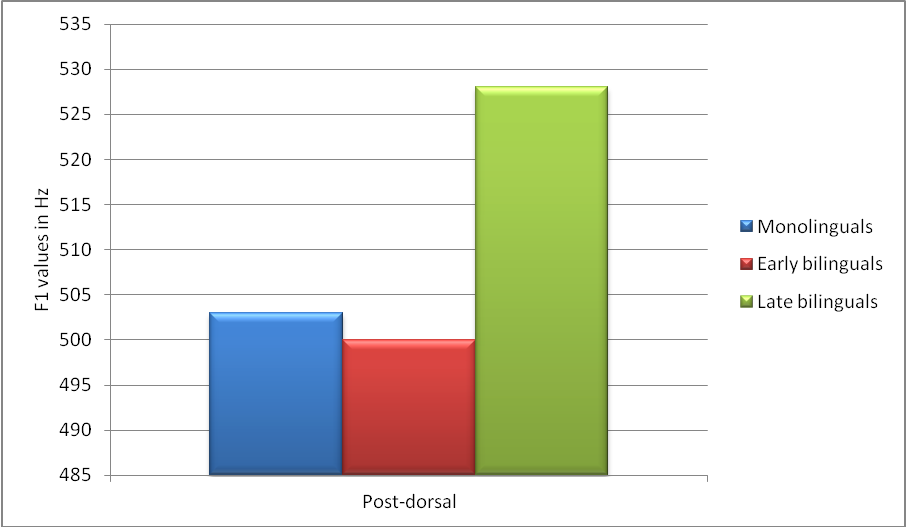 535
530
525
520
515
510
505
500
495
490
485
F1 values in Hz
Post-dorsal
Monolinguals
Early bilinguals
Late bilinguals